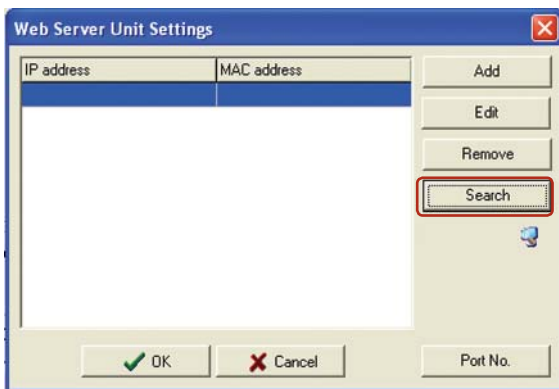 Web Server Unit Settings
IP address MAC address
Add
Edit
Remove
Search
OK Cancel Port No.